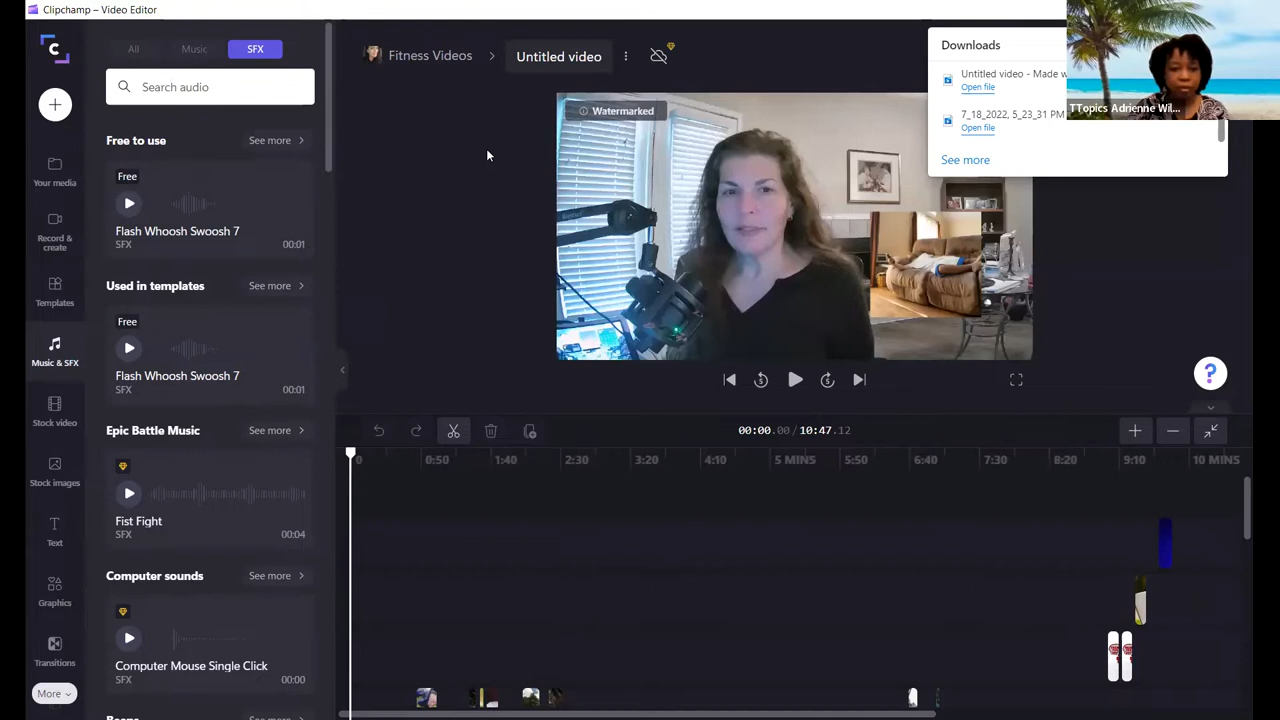 Clipchamp – Video Editor
All
Music
SFX
Search audio
Free to use
See more
Free
Flash Whoosh Swoosh 7
SFX
00:01
Used in templates
See more
Free
Flash Whoosh Swoosh 7
SFX
00:01
Epic Battle Music
See more
Fist Fight
SFX
00:04
Computer sounds
See more
Computer Mouse Single Click
SFX
00:00
Your media
Record &
create
Templates
Music & SFX
Stock video
Stock images
Text
Graphics
Transitions
More
Fitness Videos
Untitled video
Watermarked
Downloads
Untitled video - Made w
Open file
7_18_2022, 5_23_31 PM
Open file
See more
TTopics Adrienne Wil...
5
5
?
00:00.00 / 10:47.12
0
0:50
1:40
2:30
3:20
4:10
5 MINS
5:50
6:40
7:30
8:20
9:10
10 MINS